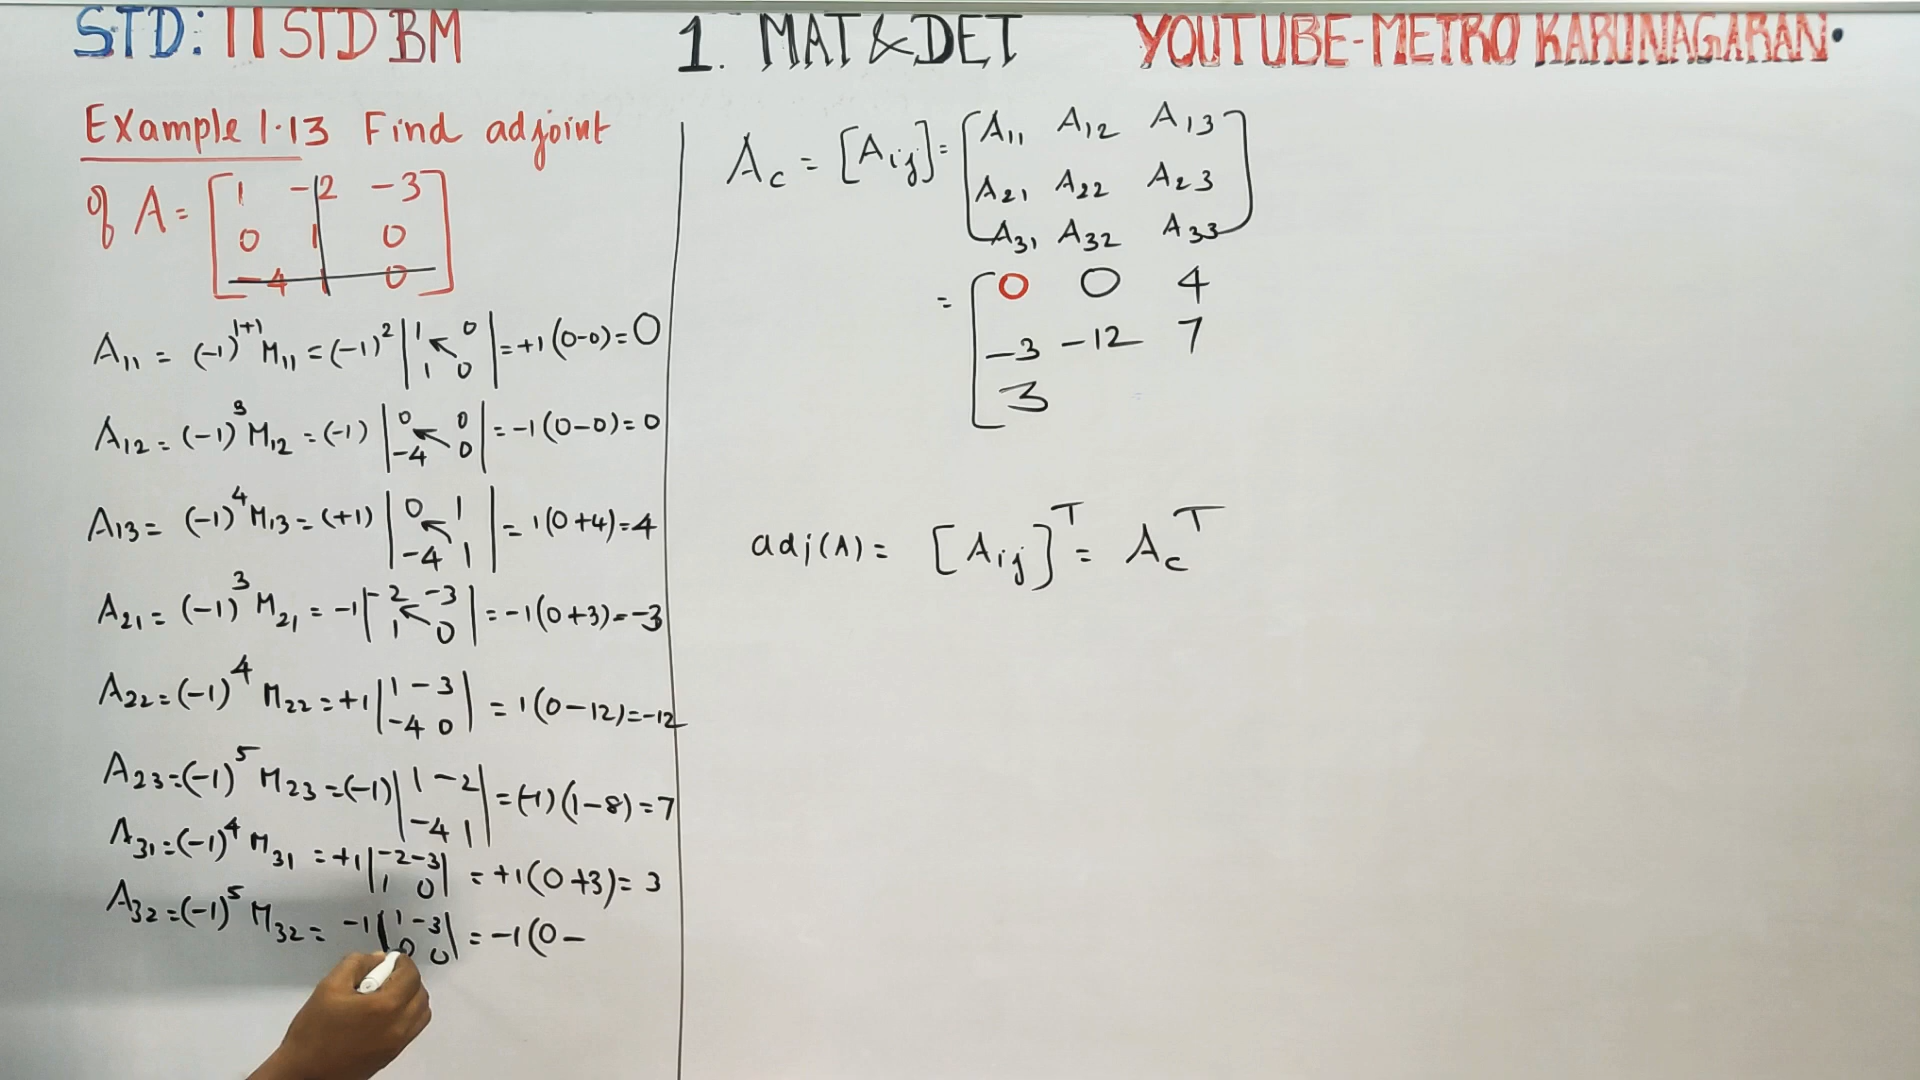 STD: 11 STD BM 1. MAT & DET YOUTUBE-METRO KARUNAGARAN.
Example 1.13 Find adjoint
of A = [1 -2 -3
0 1 0
-4 1 0]
A₁₁ = (-1)¹⁺¹ M₁₁ = (-1)² |1 0
1 0| = +1(0-0) = 0
A₁₂ = (-1)³ M₁₂ = (-1) |0 0
-4 0| = -1(0-0) = 0
A₁₃ = (-1)⁴ M₁₃ = (+1) |0 1
-4 1| = 1(0+4) = 4
A₂₁ = (-1)³ M₂₁ = -1 |-2 -3
1 0| = -1(0+3) = -3
A₂₂ = (-1)⁴ M₂₂ = +1 |1 -3
-4 0| = 1(0-12) = -12
A₂₃ = (-1)⁵ M₂₃ = (-1) |1 -2
-4 1| = (-1)(1-8) = 7
A₃₁ = (-1)⁴ M₃₁ = +1 |-2 -3
1 0| = +1(0+3) = 3
A₃₂ = (-1)⁵ M₃₂ = -1 |1 -3
0 0| = -1(0-
A_c = [A_ij] = [A₁₁ A₁₂ A₁₃
A₂₁ A₂₂ A₂₃
A₃₁ A₃₂ A₃₃]
= [0 0 4
-3 -12 7
3
adj(A) = [A_ij]ᵀ = A_cᵀ